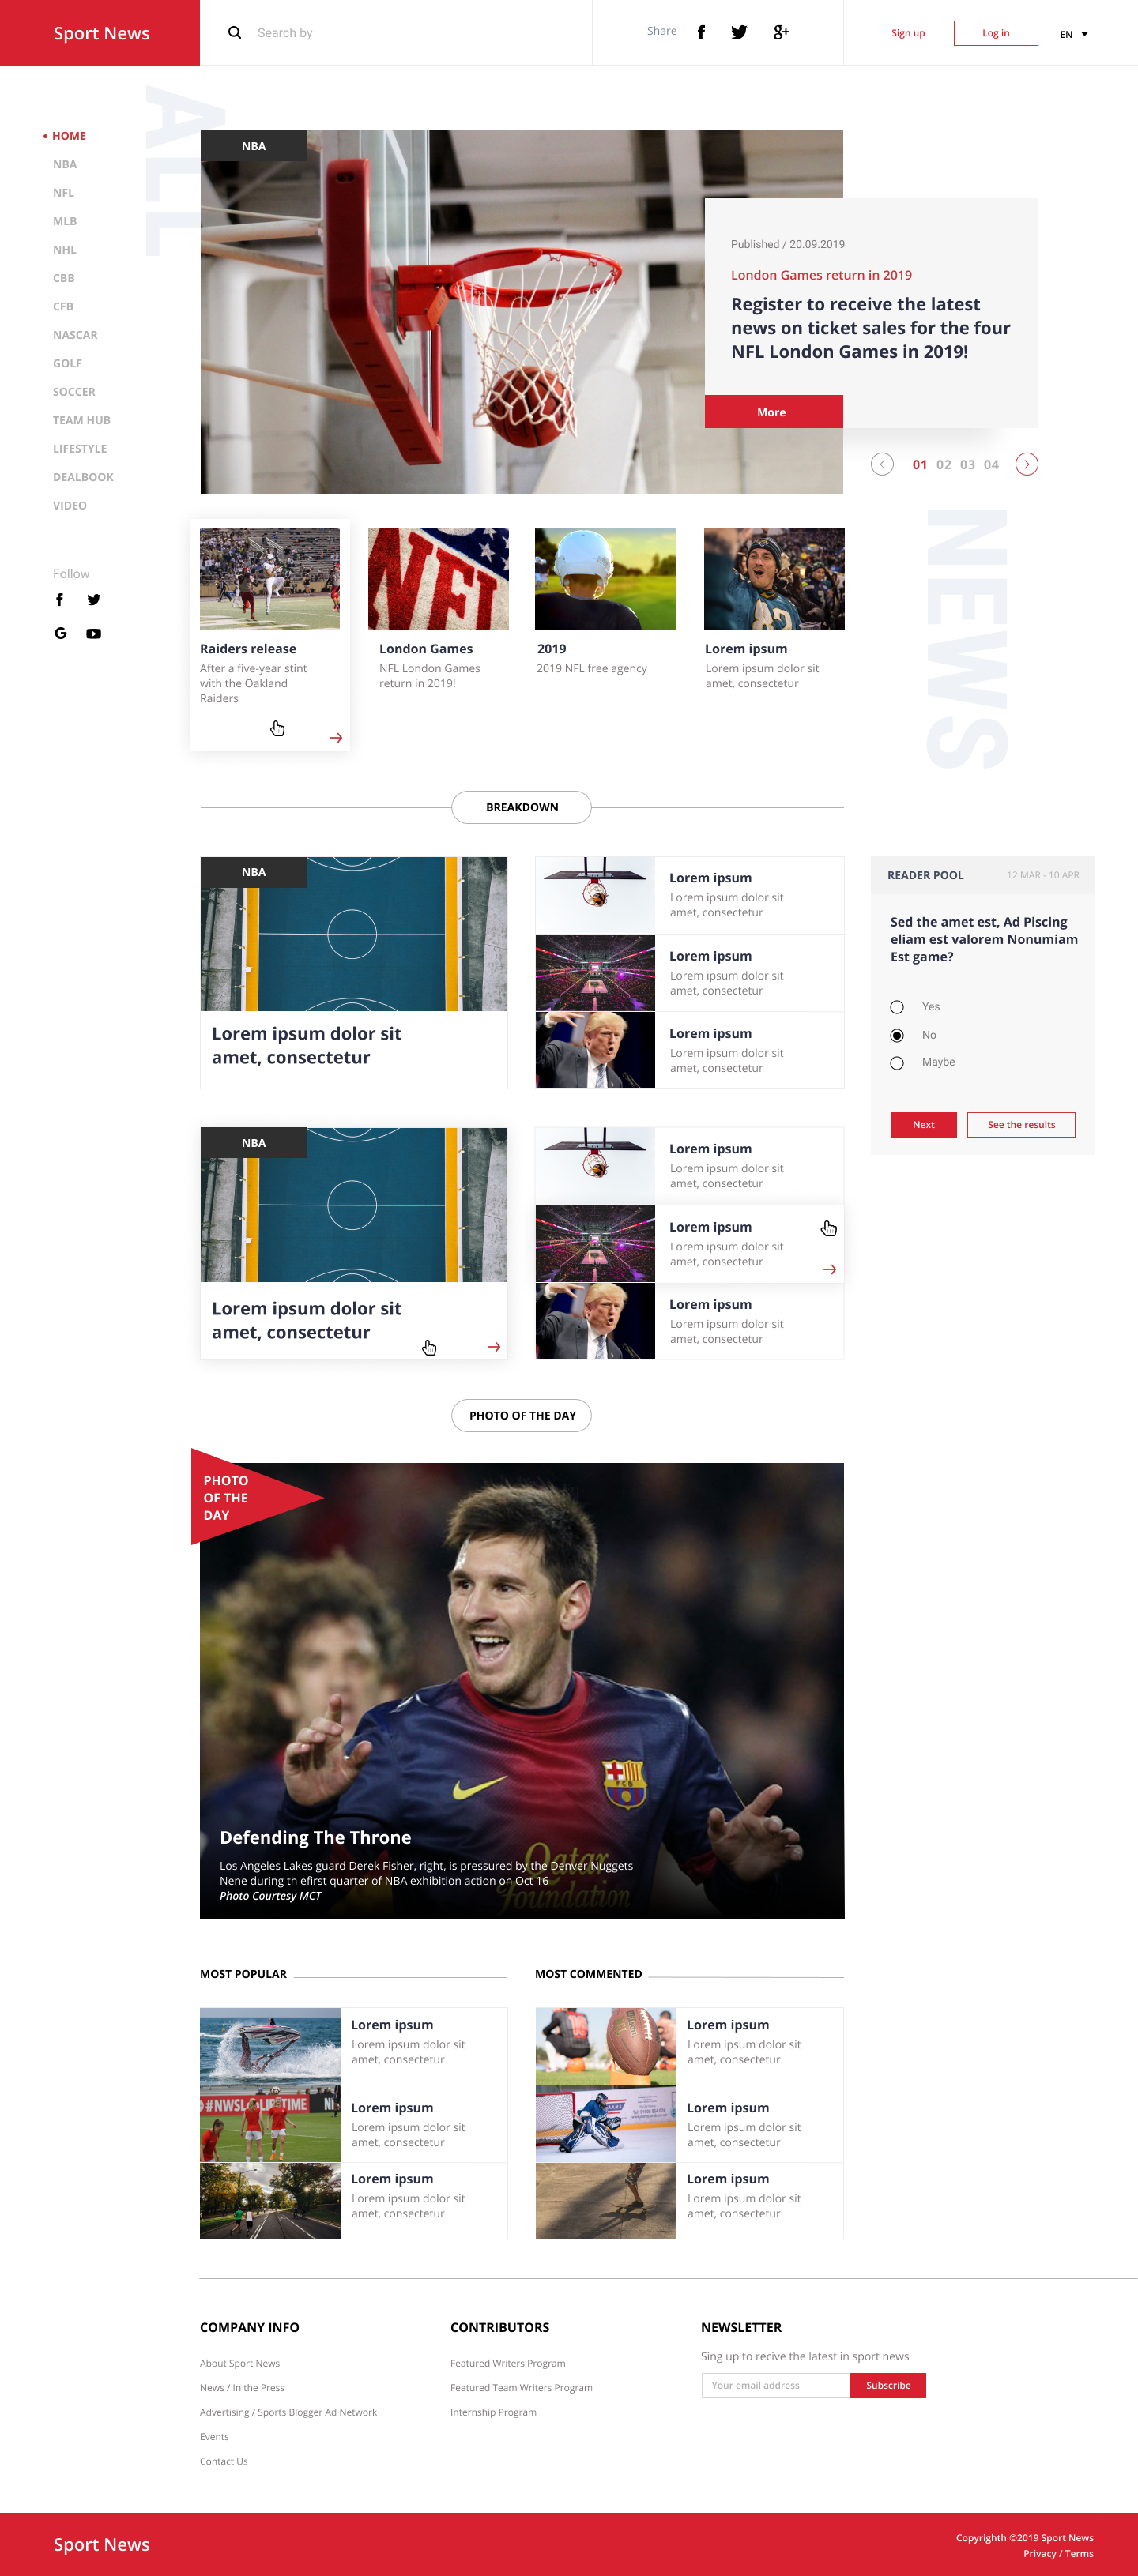 Sport News
Search by
Share
Sign up
Log in
EN
ALL
HOME
NBA
NFL
MLB
NHL
CBB
CFB
NASCAR
GOLF
SOCCER
TEAM HUB
LIFESTYLE
DEALBOOK
VIDEO
Follow
NBA
Published / 20.09.2019
London Games return in 2019
Register to receive the latest
news on ticket sales for the four
NFL London Games in 2019!
More
01 02 03 04
NEWS
NFL
Raiders release
After a five-year stint
with the Oakland
Raiders
London Games
NFL London Games
return in 2019!
2019
2019 NFL free agency
Lorem ipsum
Lorem ipsum dolor sit
amet, consectetur
BREAKDOWN
NBA
Lorem ipsum dolor sit
amet, consectetur
Lorem ipsum
Lorem ipsum dolor sit
amet, consectetur
Lorem ipsum
Lorem ipsum dolor sit
amet, consectetur
Lorem ipsum
Lorem ipsum dolor sit
amet, consectetur
READER POOL
12 MAR - 10 APR
Sed the amet est, Ad Piscing
eliam est valorem Nonumiam
Est game?
Yes
No
Maybe
Next
See the results
NBA
Lorem ipsum dolor sit
amet, consectetur
Lorem ipsum
Lorem ipsum dolor sit
amet, consectetur
Lorem ipsum
Lorem ipsum dolor sit
amet, consectetur
Lorem ipsum
Lorem ipsum dolor sit
amet, consectetur
PHOTO OF THE DAY
PHOTO
OF THE
DAY
FCB
Qatar
Foundation
Defending The Throne
Los Angeles Lakes guard Derek Fisher, right, is pressured by the Denver Nuggets
Nene during th efirst quarter of NBA exhibition action on Oct 16
Photo Courtesy MCT
MOST POPULAR
Lorem ipsum
Lorem ipsum dolor sit
amet, consectetur
#NWSL
Lorem ipsum
Lorem ipsum dolor sit
amet, consectetur
Lorem ipsum
Lorem ipsum dolor sit
amet, consectetur
MOST COMMENTED
Lorem ipsum
Lorem ipsum dolor sit
amet, consectetur
Lorem ipsum
Lorem ipsum dolor sit
amet, consectetur
Lorem ipsum
Lorem ipsum dolor sit
amet, consectetur
COMPANY INFO
About Sport News
News / In the Press
Advertising / Sports Blogger Ad Network
Events
Contact Us
CONTRIBUTORS
Featured Writers Program
Featured Team Writers Program
Internship Program
NEWSLETTER
Sing up to recive the latest in sport news
Your email address
Subscribe
Sport News
Copyrighth ©2019 Sport News
Privacy / Terms